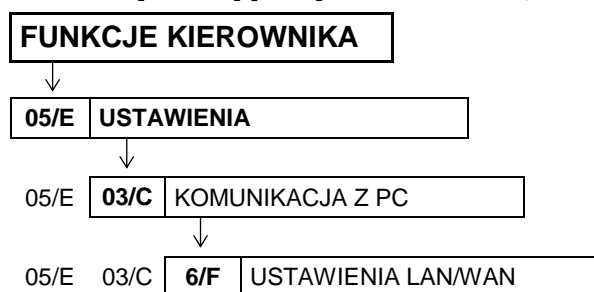 FUNKCJE KIEROWNIKA
05/E USTAWIENIA
05/E 03/C KOMUNIKACJA Z PC
05/E 03/C 6/F USTAWIENIA LAN/WAN